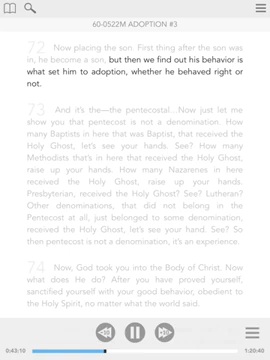 60-0522M ADOPTION #3
72 Now placing the son. First thing after the son was
in, he become a son, but then we find out his behavior is
what set him to adoption, whether he behaved right or
not.
73 And it's the—the pentecostal...Now just let me
show you that pentecost is not a denomination. How
many Baptists in here that was Baptist, that received the
Holy Ghost, let's see your hands. See? How many
Methodists that's in here that received the Holy Ghost,
raise up your hands. How many Nazarenes in here
received the Holy Ghost, raise up your hands.
Presbyterian, received the Holy Ghost? See? Lutheran?
Other denominations, that did not belong in the
Pentecost at all, just belonged to some denomination,
received the Holy Ghost, let's see your hand. See? So
then pentecost is not a denomination, it's an experience.
74 Now, God took you into the Body of Christ. Now
what does He do? After you have proved yourself,
sanctified yourself with your good behavior, obedient to
the Holy Spirit, no matter what the world said.
0:43:10 1:20:40